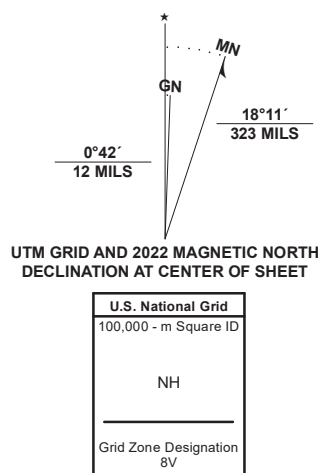 ★
MN
GN
18°11´
323 MILS
0°42´
12 MILS
UTM GRID AND 2022 MAGNETIC NORTH
DECLINATION AT CENTER OF SHEET
U.S. National Grid
100,000 - m Square ID
NH
Grid Zone Designation
8V